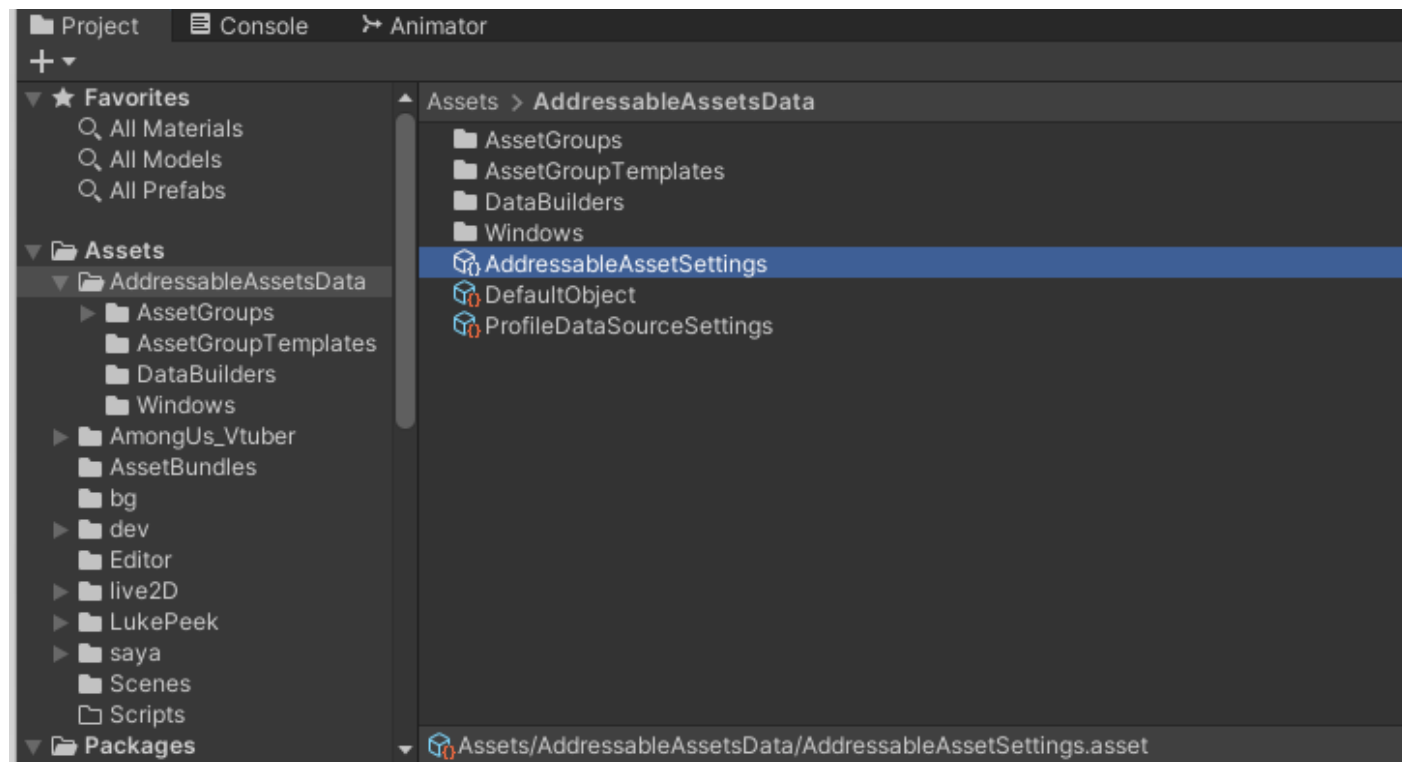 Project Console Animator
Favorites
All Materials
All Models
All Prefabs
Assets
AddressableAssetsData
AssetGroups
AssetGroupTemplates
DataBuilders
Windows
AmongUs_Vtuber
AssetBundles
bg
dev
Editor
live2D
LukePeek
saya
Scenes
Scripts
Packages
Assets > AddressableAssetsData
AssetGroups
AssetGroupTemplates
DataBuilders
Windows
AddressableAssetSettings
DefaultObject
ProfileDataSourceSettings
Assets/AddressableAssetsData/AddressableAssetSettings.asset